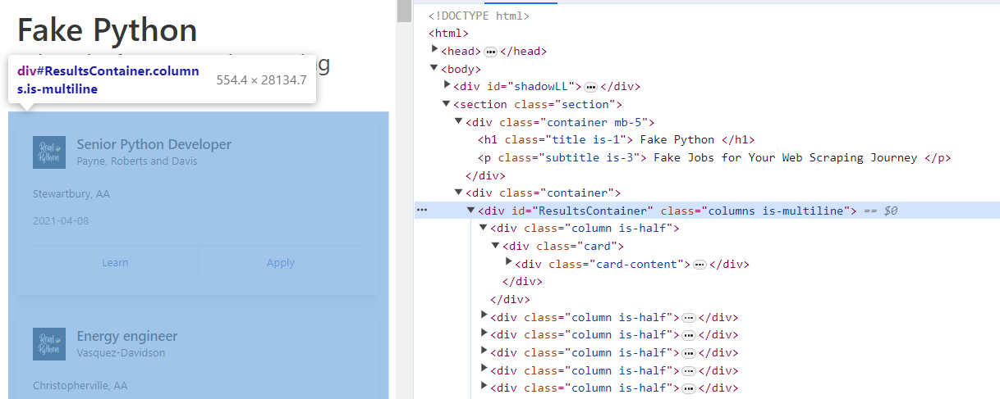 Fake Python
g
div#ResultsContainer.column
s.is-multiline
554.4 × 28134.7
Real
Python
Senior Python Developer
Payne, Roberts and Davis
Stewartbury, AA
2021-04-08
Learn
Apply
Real
Python
Energy engineer
Vasquez-Davidson
Christopherville, AA
<!DOCTYPE html>
<html>
<head> ••• </head>
<body>
<div id="shadowLL"> ••• </div>
<section class="section">
<div class="container mb-5">
<h1 class="title is-1"> Fake Python </h1>
<p class="subtitle is-3"> Fake Jobs for Your Web Scraping Journey </p>
</div>
<div class="container">
••• <div id="ResultsContainer" class="columns is-multiline"> == $0
<div class="column is-half">
<div class="card">
<div class="card-content"> ••• </div>
</div>
</div>
<div class="column is-half"> ••• </div>
<div class="column is-half"> ••• </div>
<div class="column is-half"> ••• </div>
<div class="column is-half"> ••• </div>
<div class="column is-half"> ••• </div>